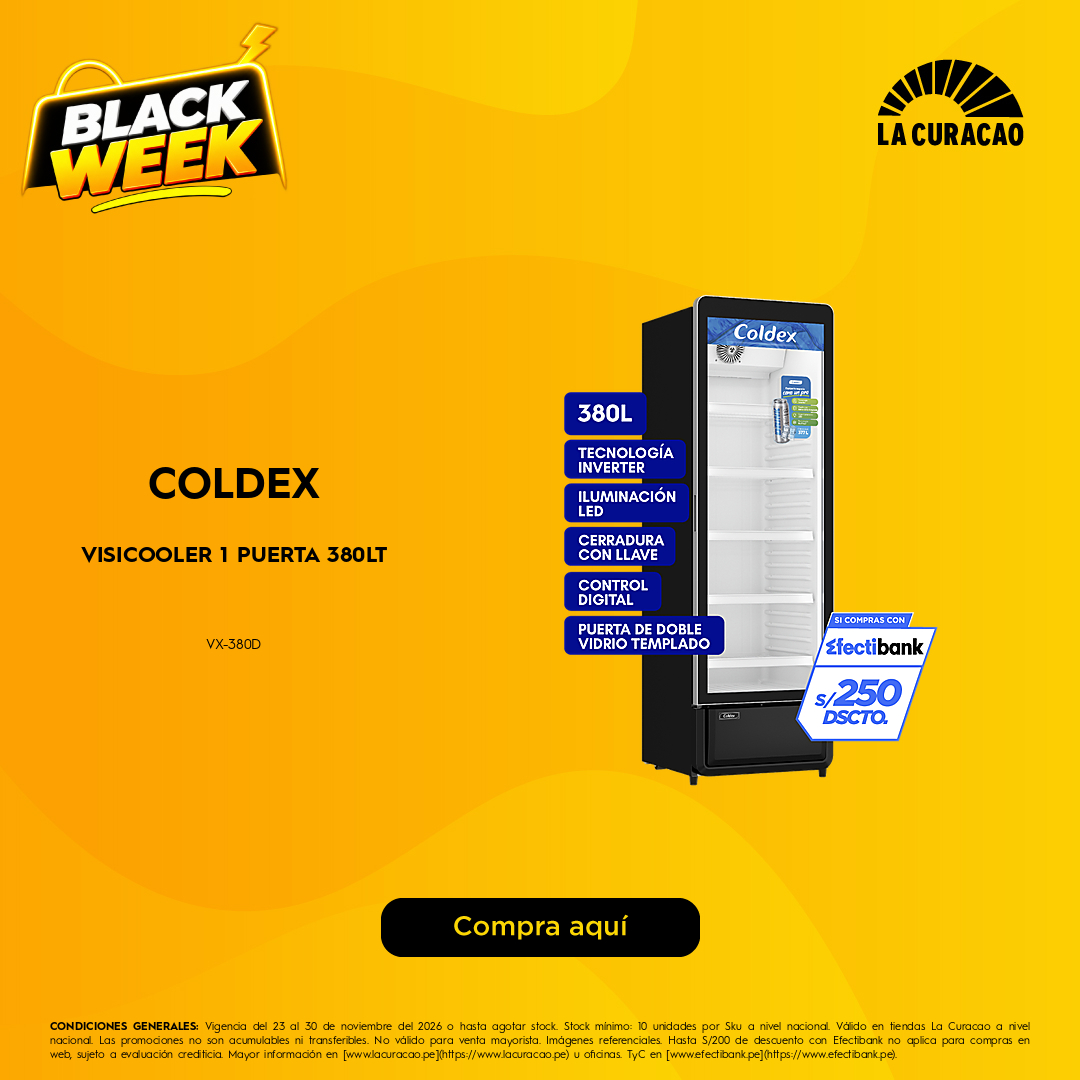 BLACK
WEEK
LA CURACAO
Coldex
380L
TECNOLOGÍA
INVERTER
ILUMINACIÓN
LED
CERRADURA
CON LLAVE
CONTROL
DIGITAL
PUERTA DE DOBLE
VIDRIO TEMPLADO
COLDEX
VISICOOLER 1 PUERTA 380LT
VX-380D
SI COMPRAS CON
Efectibank
S/250
DSCTO.
Coldex
Compra aquí
CONDICIONES GENERALES: Vigencia del 23 al 30 de noviembre del 2026 o hasta agotar stock. Stock mínimo: 10 unidades por Sku a nivel nacional. Válido en tiendas La Curacao a nivel
nacional. Las promociones no son acumulables ni transferibles. No válido para venta mayorista. Imágenes referenciales. Hasta S/200 de descuento con Efectibank no aplica para compras en
web, sujeto a evaluación crediticia. Mayor información en [www.lacuracao.pe](https://www.lacuracao.pe) u oficinas. TyC en [www.efectibank.pe](https://www.efectibank.pe).